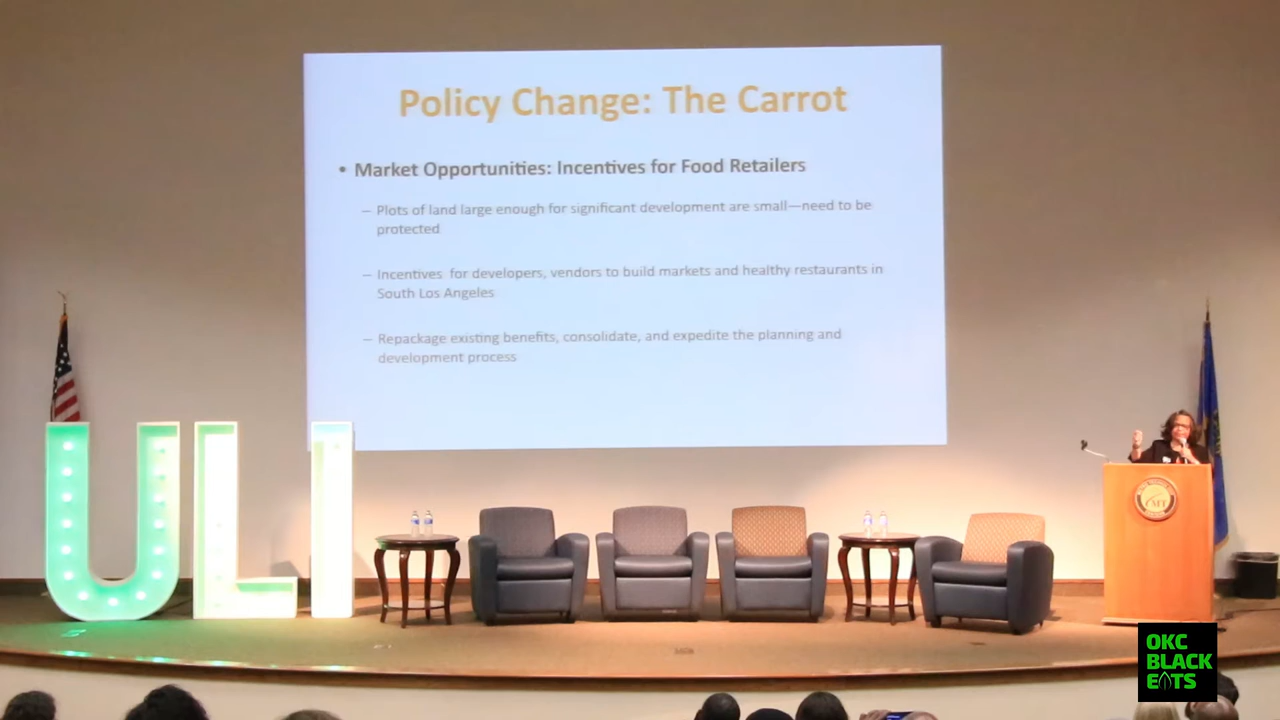 Policy Change: The Carrot
• Market Opportunities: Incentives for Food Retailers
– Plots of land large enough for significant development are small—need to be
protected
– Incentives for developers, vendors to build markets and healthy restaurants in
South Los Angeles
– Repackage existing benefits, consolidate, and expedite the planning and
development process
ULI
MT
OKC
BLACK
EATS